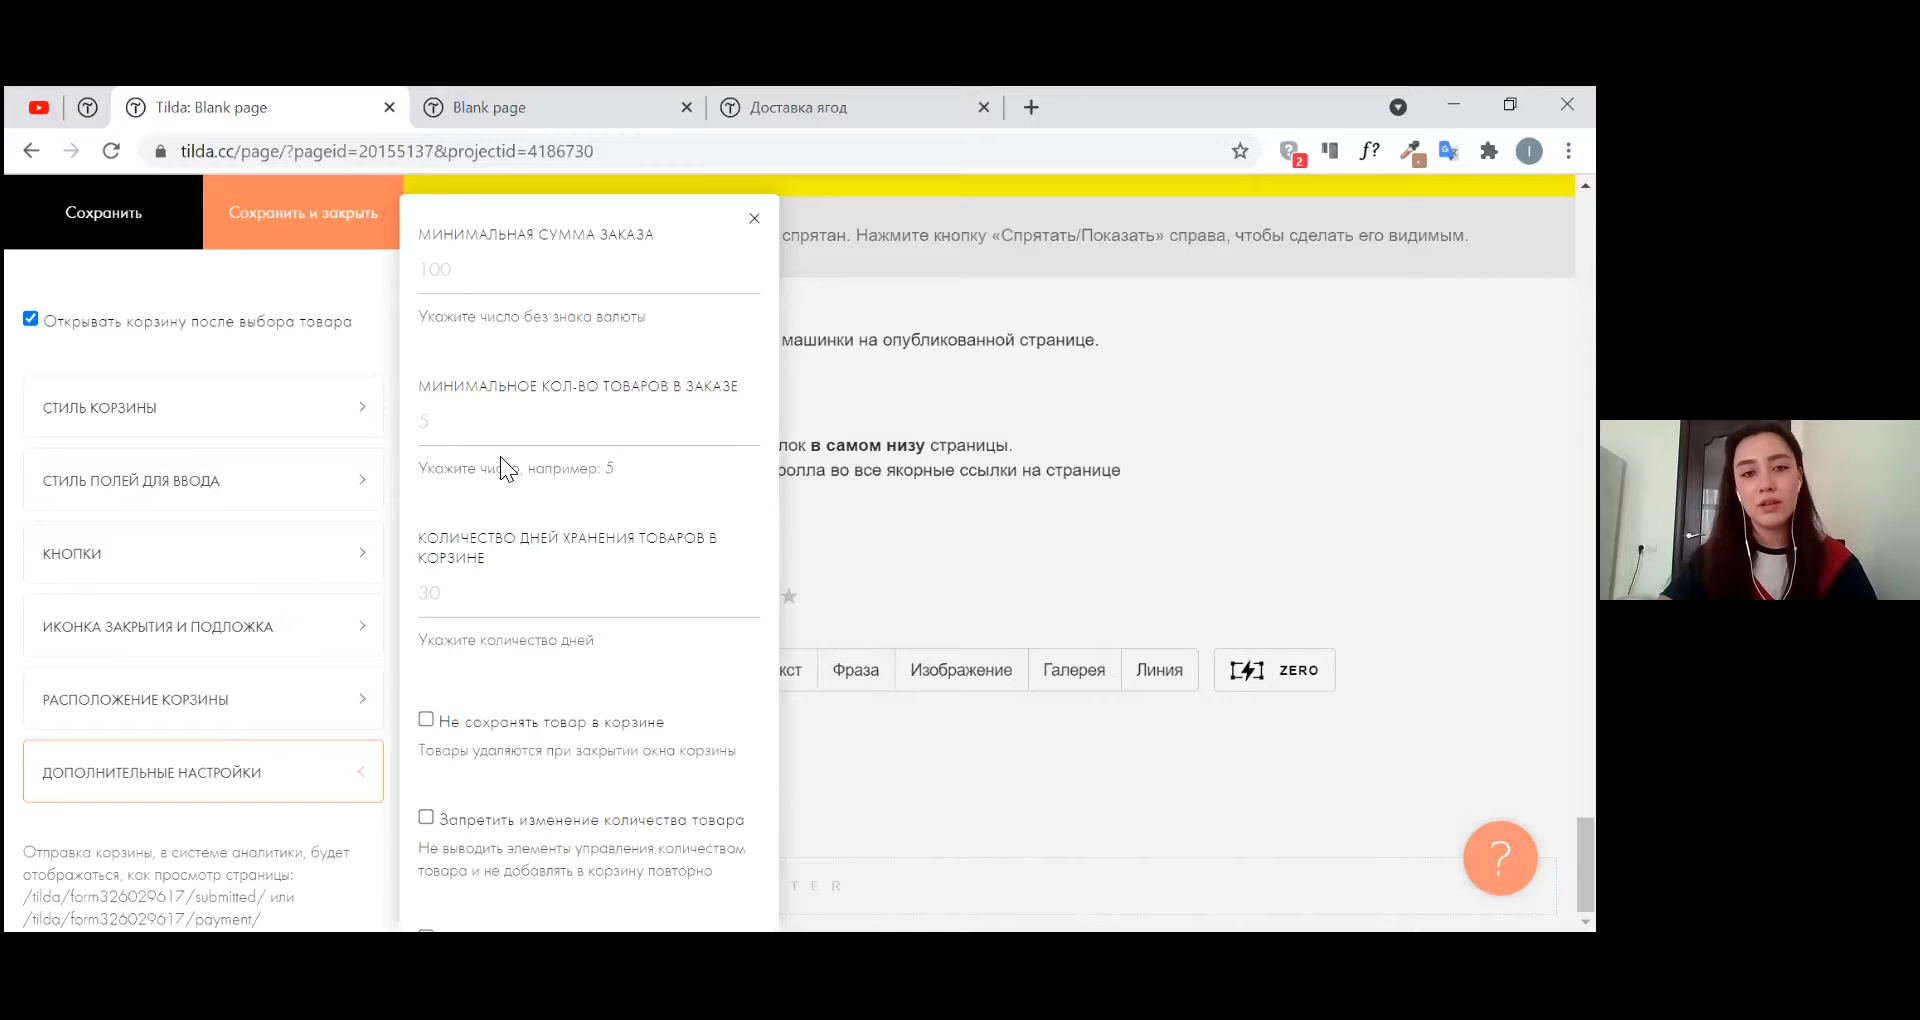 Tilda: Blank page
Blank page
Доставка ягод
tilda.cc/page/?pageid=20155137&projectid=4186730
2
f?
I
Сохранить
Сохранить и закрыть
Открывать корзину после выбора товара
СТИЛЬ КОРЗИНЫ
СТИЛЬ ПОЛЕЙ ДЛЯ ВВОДА
КНОПКИ
ИКОНКА ЗАКРЫТИЯ И ПОДЛОЖКА
РАСПОЛОЖЕНИЕ КОРЗИНЫ
ДОПОЛНИТЕЛЬНЫЕ НАСТРОЙКИ
Отправка корзины, в системе аналитики, будет
отображаться, как просмотр страницы:
/tilda/form326029617/submitted/ или
/tilda/form326029617/payment/
МИНИМАЛЬНАЯ СУММА ЗАКАЗА
100
Укажите число без знака валюты
МИНИМАЛЬНОЕ КОЛ-ВО ТОВАРОВ В ЗАКАЗЕ
5
Укажите число, например: 5
КОЛИЧЕСТВО ДНЕЙ ХРАНЕНИЯ ТОВАРОВ В
КОРЗИНЕ
30
Укажите количество дней
Не сохранять товар в корзине
Товары удаляются при закрытии окна корзины
Запретить изменение количества товара
Не выводить элементы управления количеством
товара и не добавлять в корзину повторно
спрятан. Нажмите кнопку «Спрятать/Показать» справа, чтобы сделать его видимым.
машинки на опубликованной странице.
лок в самом низу страницы.
ролла во все якорные ссылки на странице
кст
Фраза
Изображение
Галерея
Линия
ZERO
TER
?